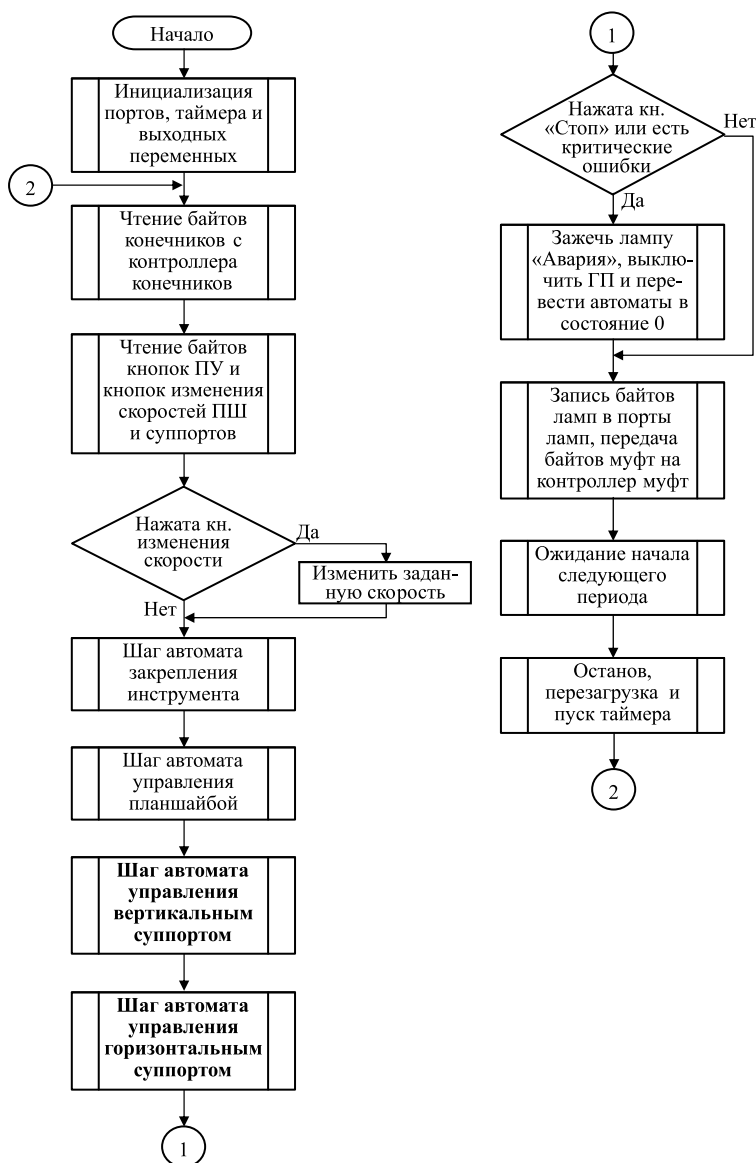 Начало
Инициализация
портов, таймера и
выходных
переменных
2
Чтение байтов
конечников с
контроллера
конечников
Чтение байтов
кнопок ПУ и
кнопок изменения
скоростей ПШ
и суппортов
Нажата кн.
изменения
скорости
Да
Изменить задан-
ную скорость
Нет
Шаг автомата
закрепления
инструмента
Шаг автомата
управления
планшайбой
Шаг автомата
управления
вертикальным
суппортом
Шаг автомата
управления
горизонтальным
суппортом
1
1
Нажата кн.
«Стоп» или есть
критические
ошибки
Нет
Да
Зажечь лампу
«Авария», выклю-
чить ГП и пере-
вести автоматы в
состояние 0
Запись байтов
ламп в порты
ламп, передача
байтов муфт на
контроллер муфт
Ожидание начала
следующего
периода
Останов,
перезагрузка и
пуск таймера
2